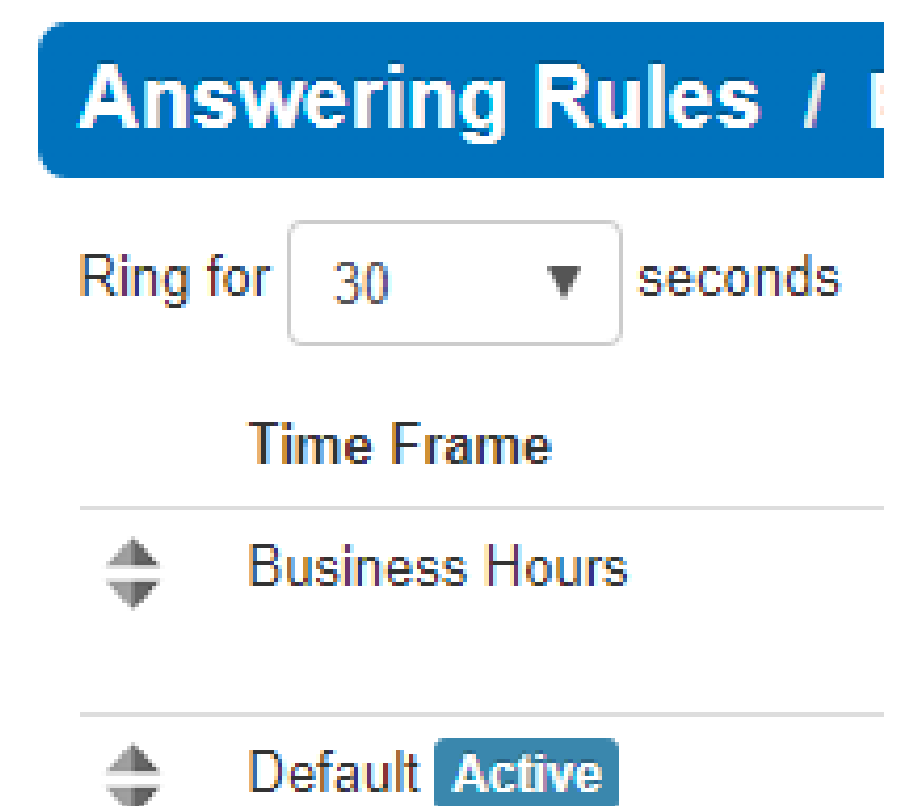 Answering Rules /
Ring for 30 seconds
Time Frame
Business Hours
Default Active